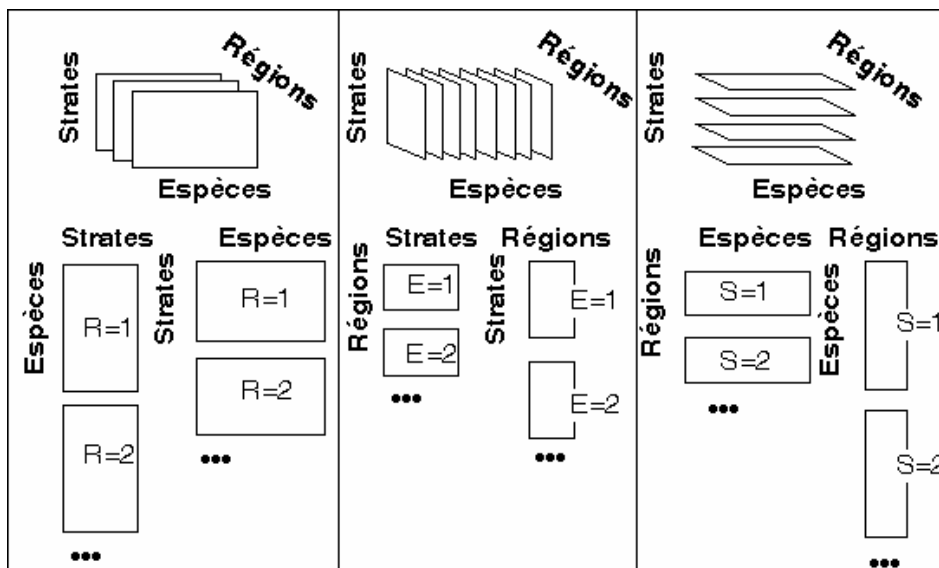 Strates
Régions
Espèces
Strates
Espèces
Espèces
Strates
R=1
R=1
R=2
R=2
•••
•••
Strates
Régions
Espèces
Strates
Régions
Régions
Strates
E=1
E=1
E=2
E=2
•••
•••
Strates
Régions
Espèces
Espèces
Régions
Régions
Espèces
S=1
S=1
S=2
S=2
•••
•••